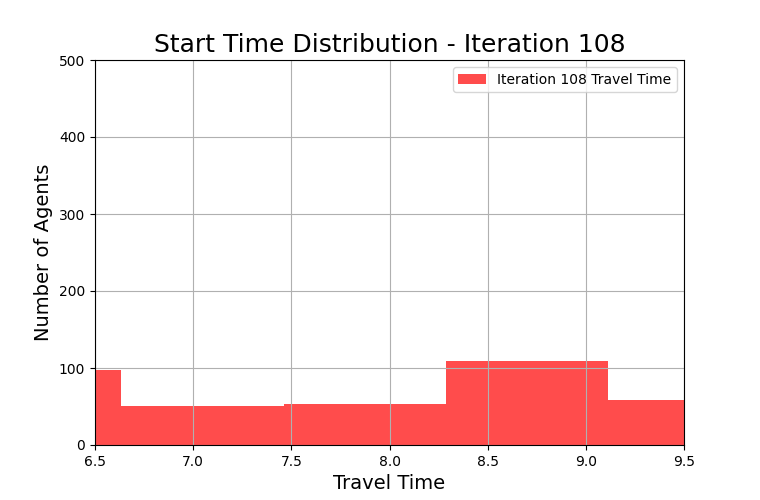 Start Time Distribution - Iteration 108
500
Iteration 108 Travel Time
400
300
200
100
0
Number of Agents
6.5 7.0 7.5 8.0 8.5 9.0 9.5
Travel Time